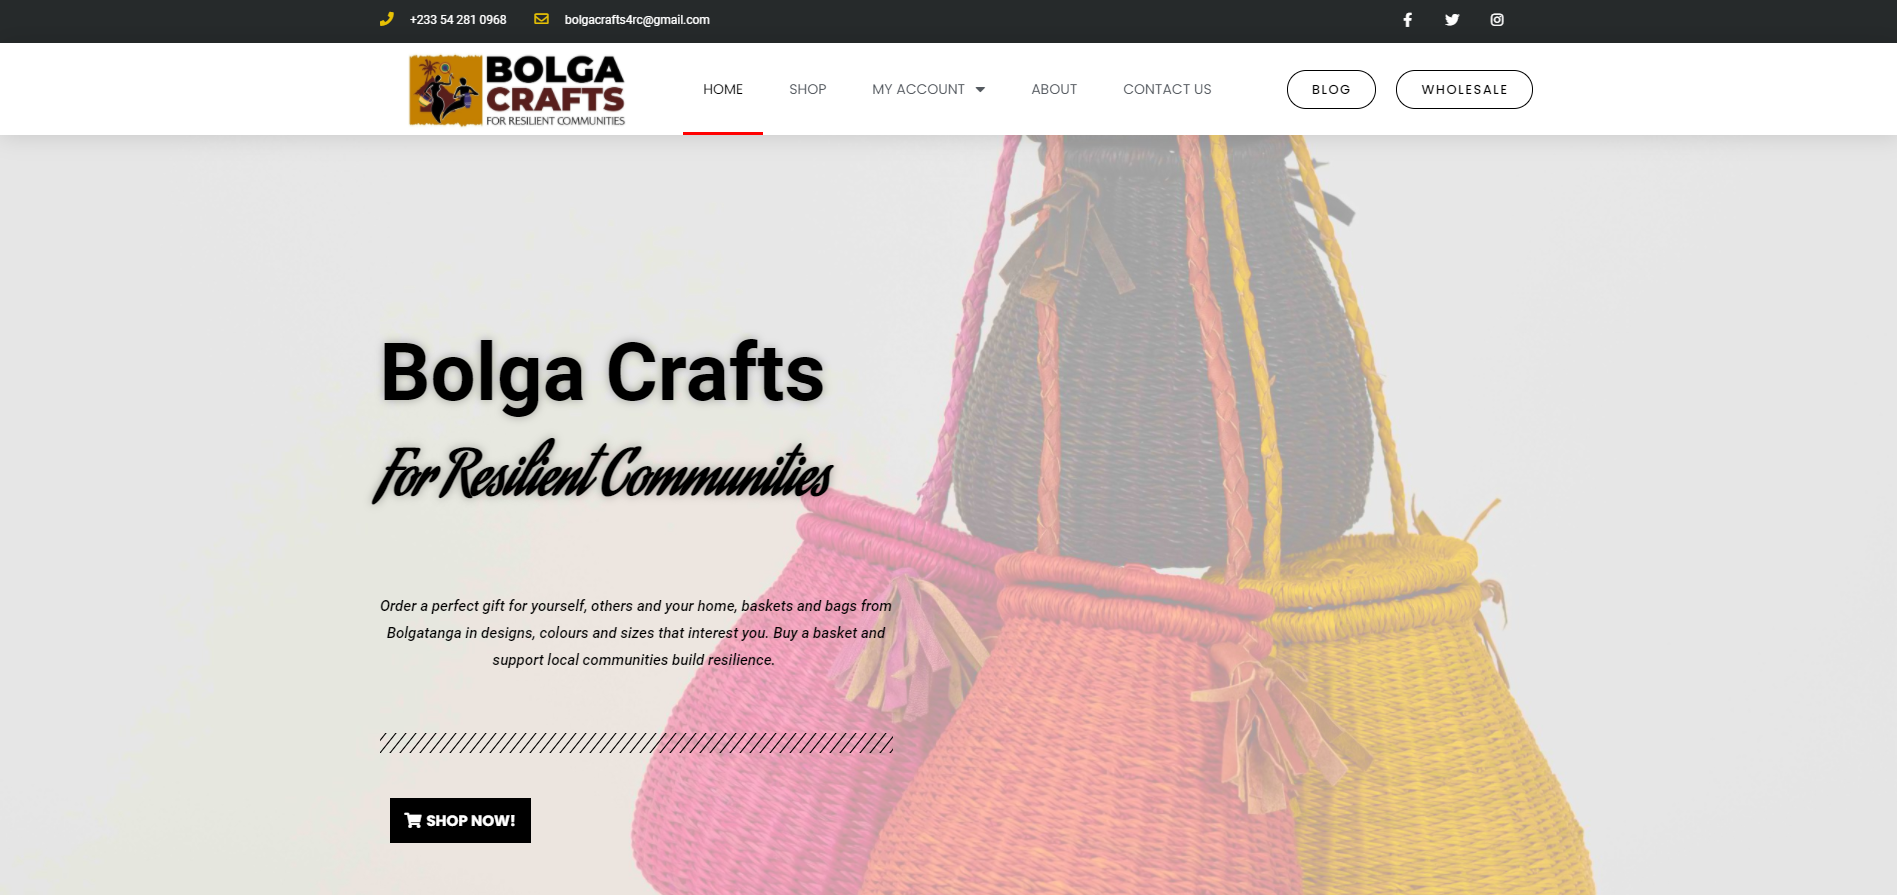 +233 54 281 0968
bolgacrafts4rc@gmail.com
BOLGA
CRAFTS
FOR RESILIENT COMMUNITIES
HOME
SHOP
MY ACCOUNT
ABOUT
CONTACT US
BLOG
WHOLESALE
Bolga Crafts
For Resilient Communities
Order a perfect gift for yourself, others and your home, baskets and bags from
Bolgatanga in designs, colours and sizes that interest you. Buy a basket and
support local communities build resilience.
SHOP NOW!